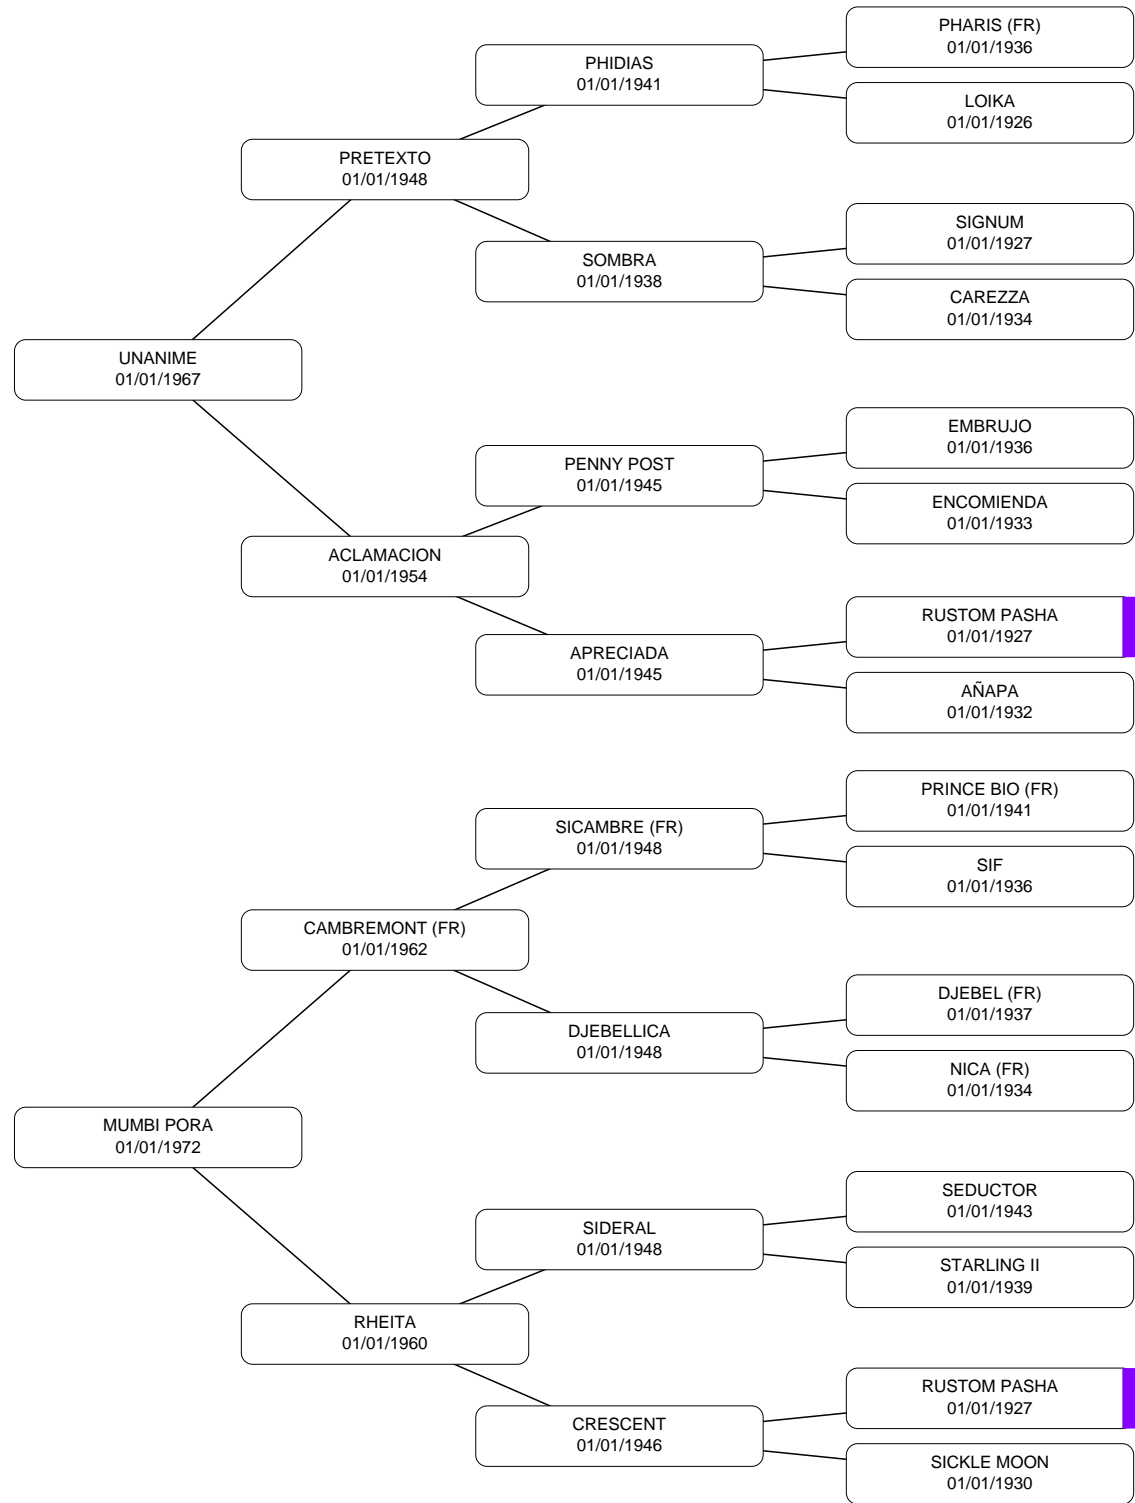 PHARIS (FR)
01/01/1936
PHIDIAS
01/01/1941
LOIKA
01/01/1926
PRETEXTO
01/01/1948
SIGNUM
01/01/1927
SOMBRA
01/01/1938
CAREZZA
01/01/1934
UNANIME
01/01/1967
EMBRUJO
01/01/1936
PENNY POST
01/01/1945
ENCOMIENDA
01/01/1933
ACLAMACION
01/01/1954
RUSTOM PASHA
01/01/1927
APRECIADA
01/01/1945
AÑAPA
01/01/1932
PRINCE BIO (FR)
01/01/1941
SICAMBRE (FR)
01/01/1948
SIF
01/01/1936
CAMBREMONT (FR)
01/01/1962
DJEBEL (FR)
01/01/1937
DJEBELLICA
01/01/1948
NICA (FR)
01/01/1934
MUMBI PORA
01/01/1972
SEDUCTOR
01/01/1943
SIDERAL
01/01/1948
STARLING II
01/01/1939
RHEITA
01/01/1960
RUSTOM PASHA
01/01/1927
CRESCENT
01/01/1946
SICKLE MOON
01/01/1930